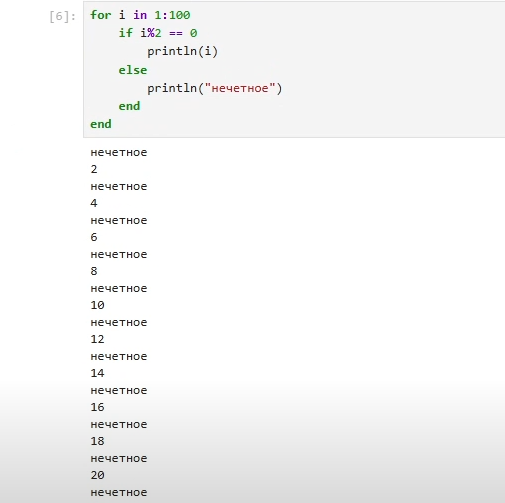 [6]: for i in 1:100
if i%2 == 0
println(i)
else
println("нечетное")
end
end
нечетное
2
нечетное
4
нечетное
6
нечетное
8
нечетное
10
нечетное
12
нечетное
14
нечетное
16
нечетное
18
нечетное
20
нечетное